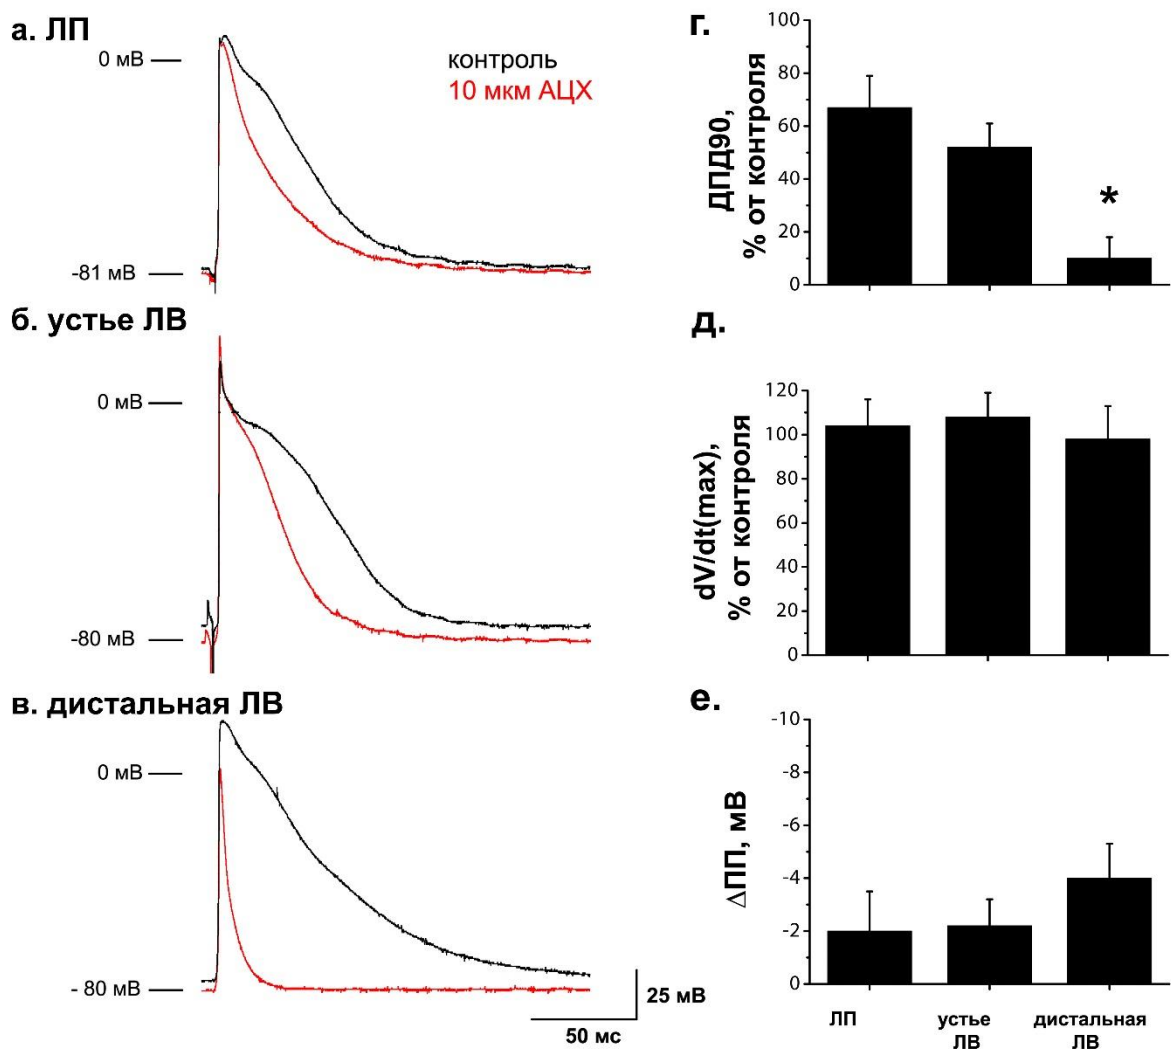 а. ЛП
0 мВ
контроль
10 мкм АЦХ
-81 мВ
б. устье ЛВ
0 мВ
-80 мВ
в. дистальная ЛВ
0 мВ
- 80 мВ
25 мВ
50 мс
г.
ДПД90,
% от контроля
100
80
60
40
20
0
*
д.
dV/dt(max),
% от контроля
120
100
80
60
40
20
0
е.
ΔПП, мВ
-10
-8
-6
-4
-2
0
ЛП
устье
ЛВ
дистальная
ЛВ